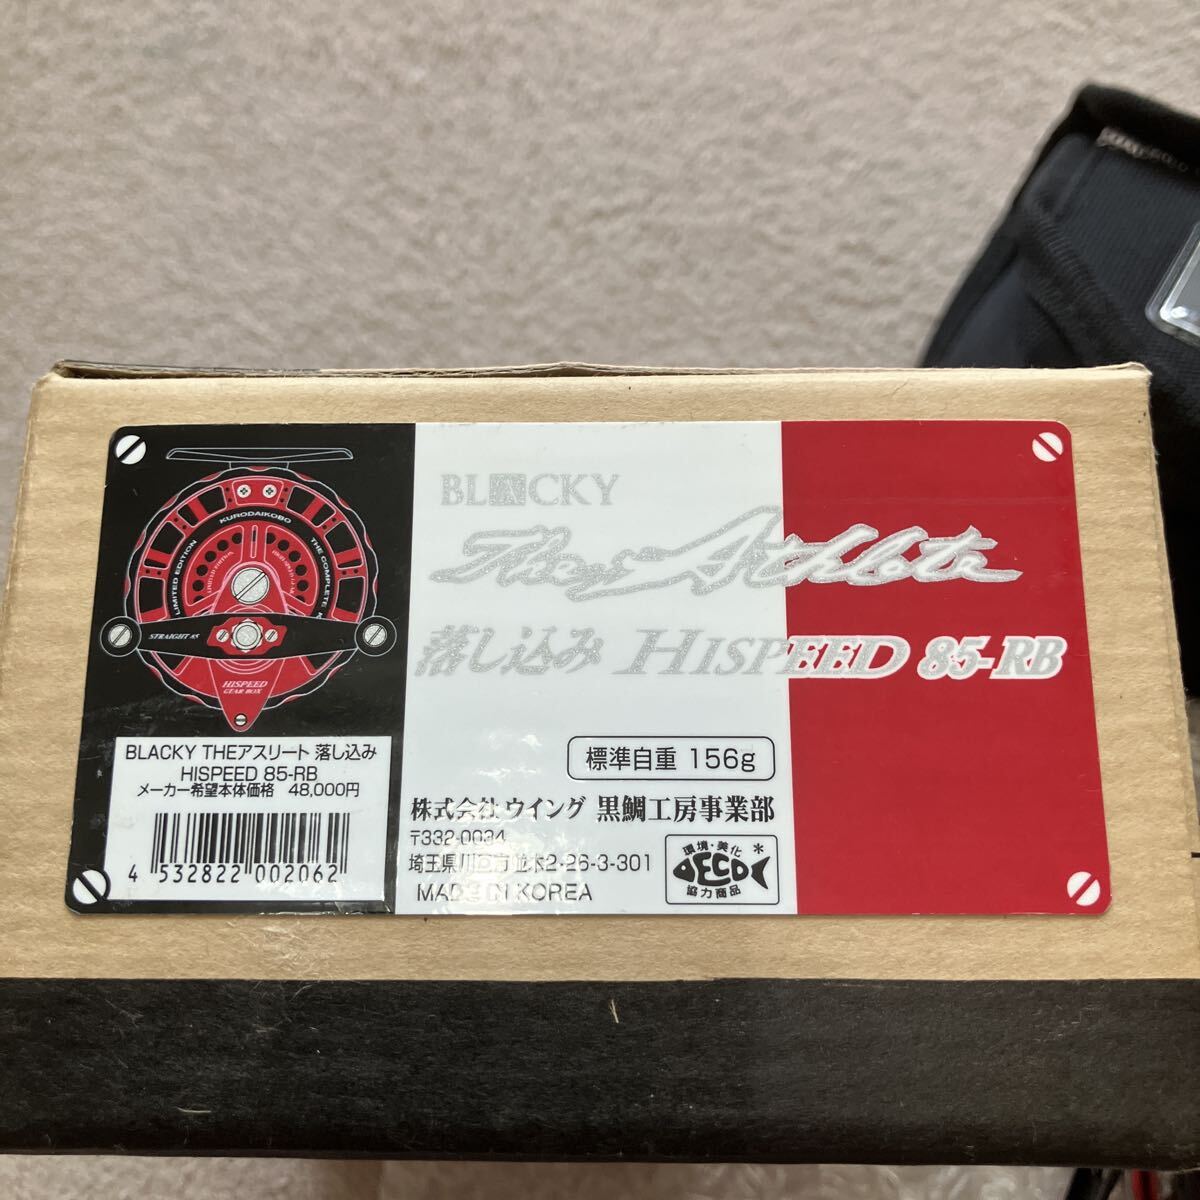 BLACKY
The Athlete
落し込み HISPEED 85-RB
KURODAIKOBO
LIMITED EDITION
THE COMPLETE
STRAIGHT 85
HISPEED
GEAR BOX
BLACKY THEアスリート 落し込み
HISPEED 85-RB
メーカー希望本体価格 48,000円
4 532822 002062
標準自重 156g
株式会社ウイング 黒鯛工房事業部
〒332-0034
埼玉県川口市並木2-26-3-301
MADE IN KOREA
環境・美化
DECO
協力商品